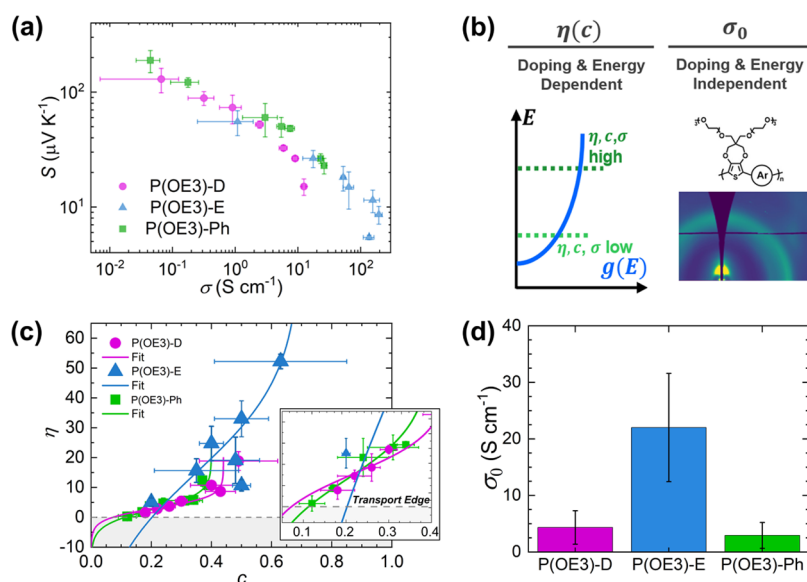 (a)
S (μV K⁻¹)
10²
10¹
10⁻² 10⁻¹ 10⁰ 10¹ 10²
σ (S cm⁻¹)
P(OE3)-D
P(OE3)-E
P(OE3)-Ph
(b)
η(c)
Doping & Energy
Dependent
E
η,c,σ
high
η,c,σ low
g(E)
σ₀
Doping & Energy
Independent
O O
O O
S
Ar
n
(c)
η
60
50
40
30
20
10
0
-10
0.0 0.2 0.4 0.6 0.8 1.0
c
P(OE3)-D
Fit
P(OE3)-E
Fit
P(OE3)-Ph
Fit
Transport Edge
0.1 0.2 0.3 0.4
(d)
σ₀ (S cm⁻¹)
40
30
20
10
0
P(OE3)-D P(OE3)-E P(OE3)-Ph